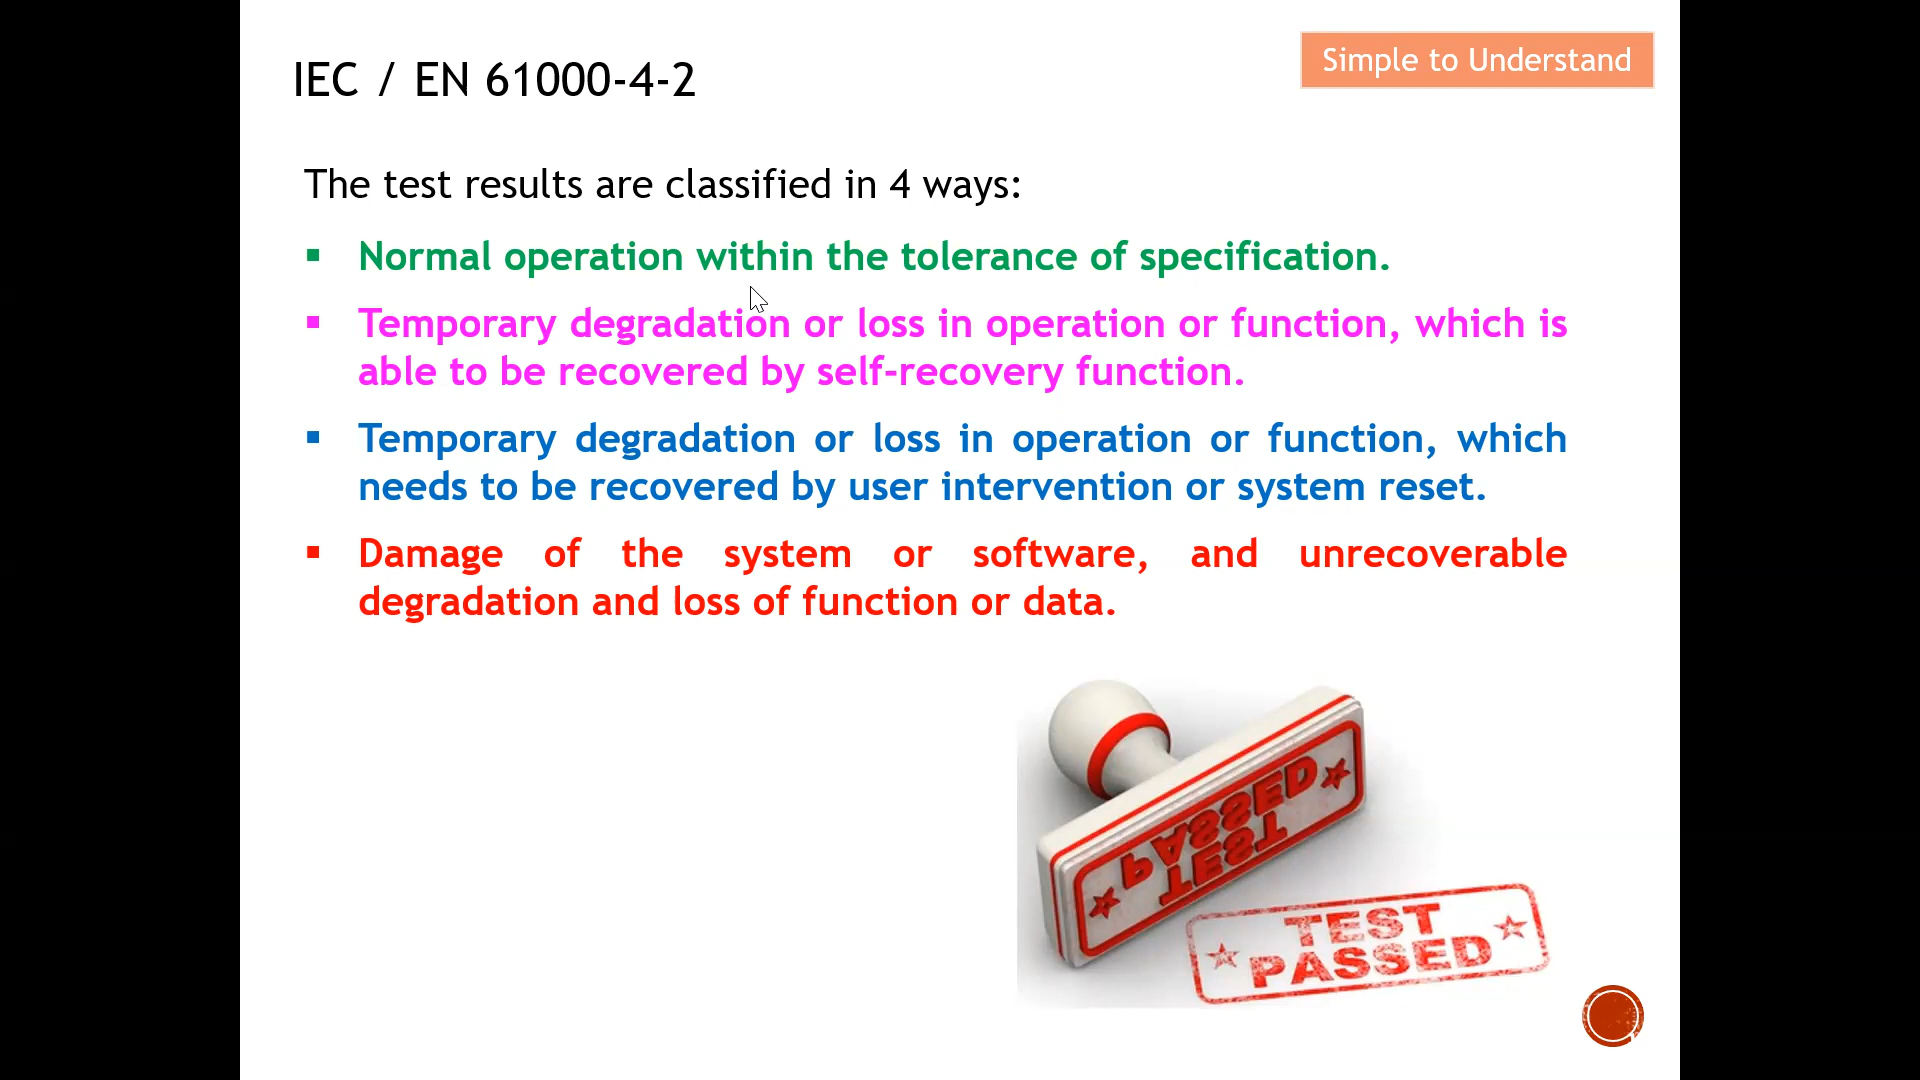 IEC / EN 61000-4-2
Simple to Understand
The test results are classified in 4 ways:
Normal operation within the tolerance of specification.
Temporary degradation or loss in operation or function, which is
able to be recovered by self-recovery function.
Temporary degradation or loss in operation or function, which
needs to be recovered by user intervention or system reset.
Damage of the system or software, and unrecoverable
degradation and loss of function or data.
PASSED
TEST
TEST
PASSED